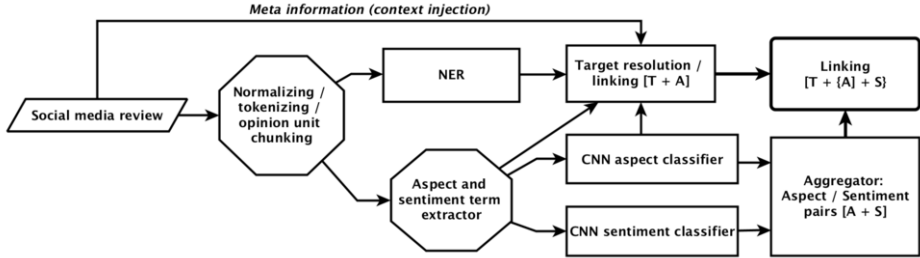 Meta information (context injection)
Social media review
Normalizing /
tokenizing /
opinion unit
chunking
NER
Target resolution /
linking [T + A]
Linking
[T + {A] + S}
Aspect and
sentiment term
extractor
CNN aspect classifier
CNN sentiment classifier
Aggregator:
Aspect / Sentiment
pairs [A + S]